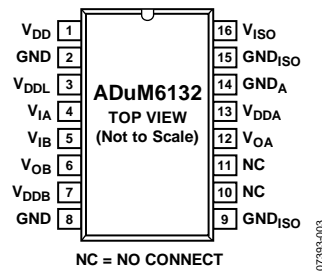 VDD 1
GND 2
VDDL 3
VIA 4
VIB 5
VOB 6
VDDB 7
GND 8
ADuM6132
TOP VIEW
(Not to Scale)
16 VISO
15 GNDISO
14 GNDA
13 VDDA
12 VOA
11 NC
10 NC
9 GNDISO
NC = NO CONNECT
07393-003